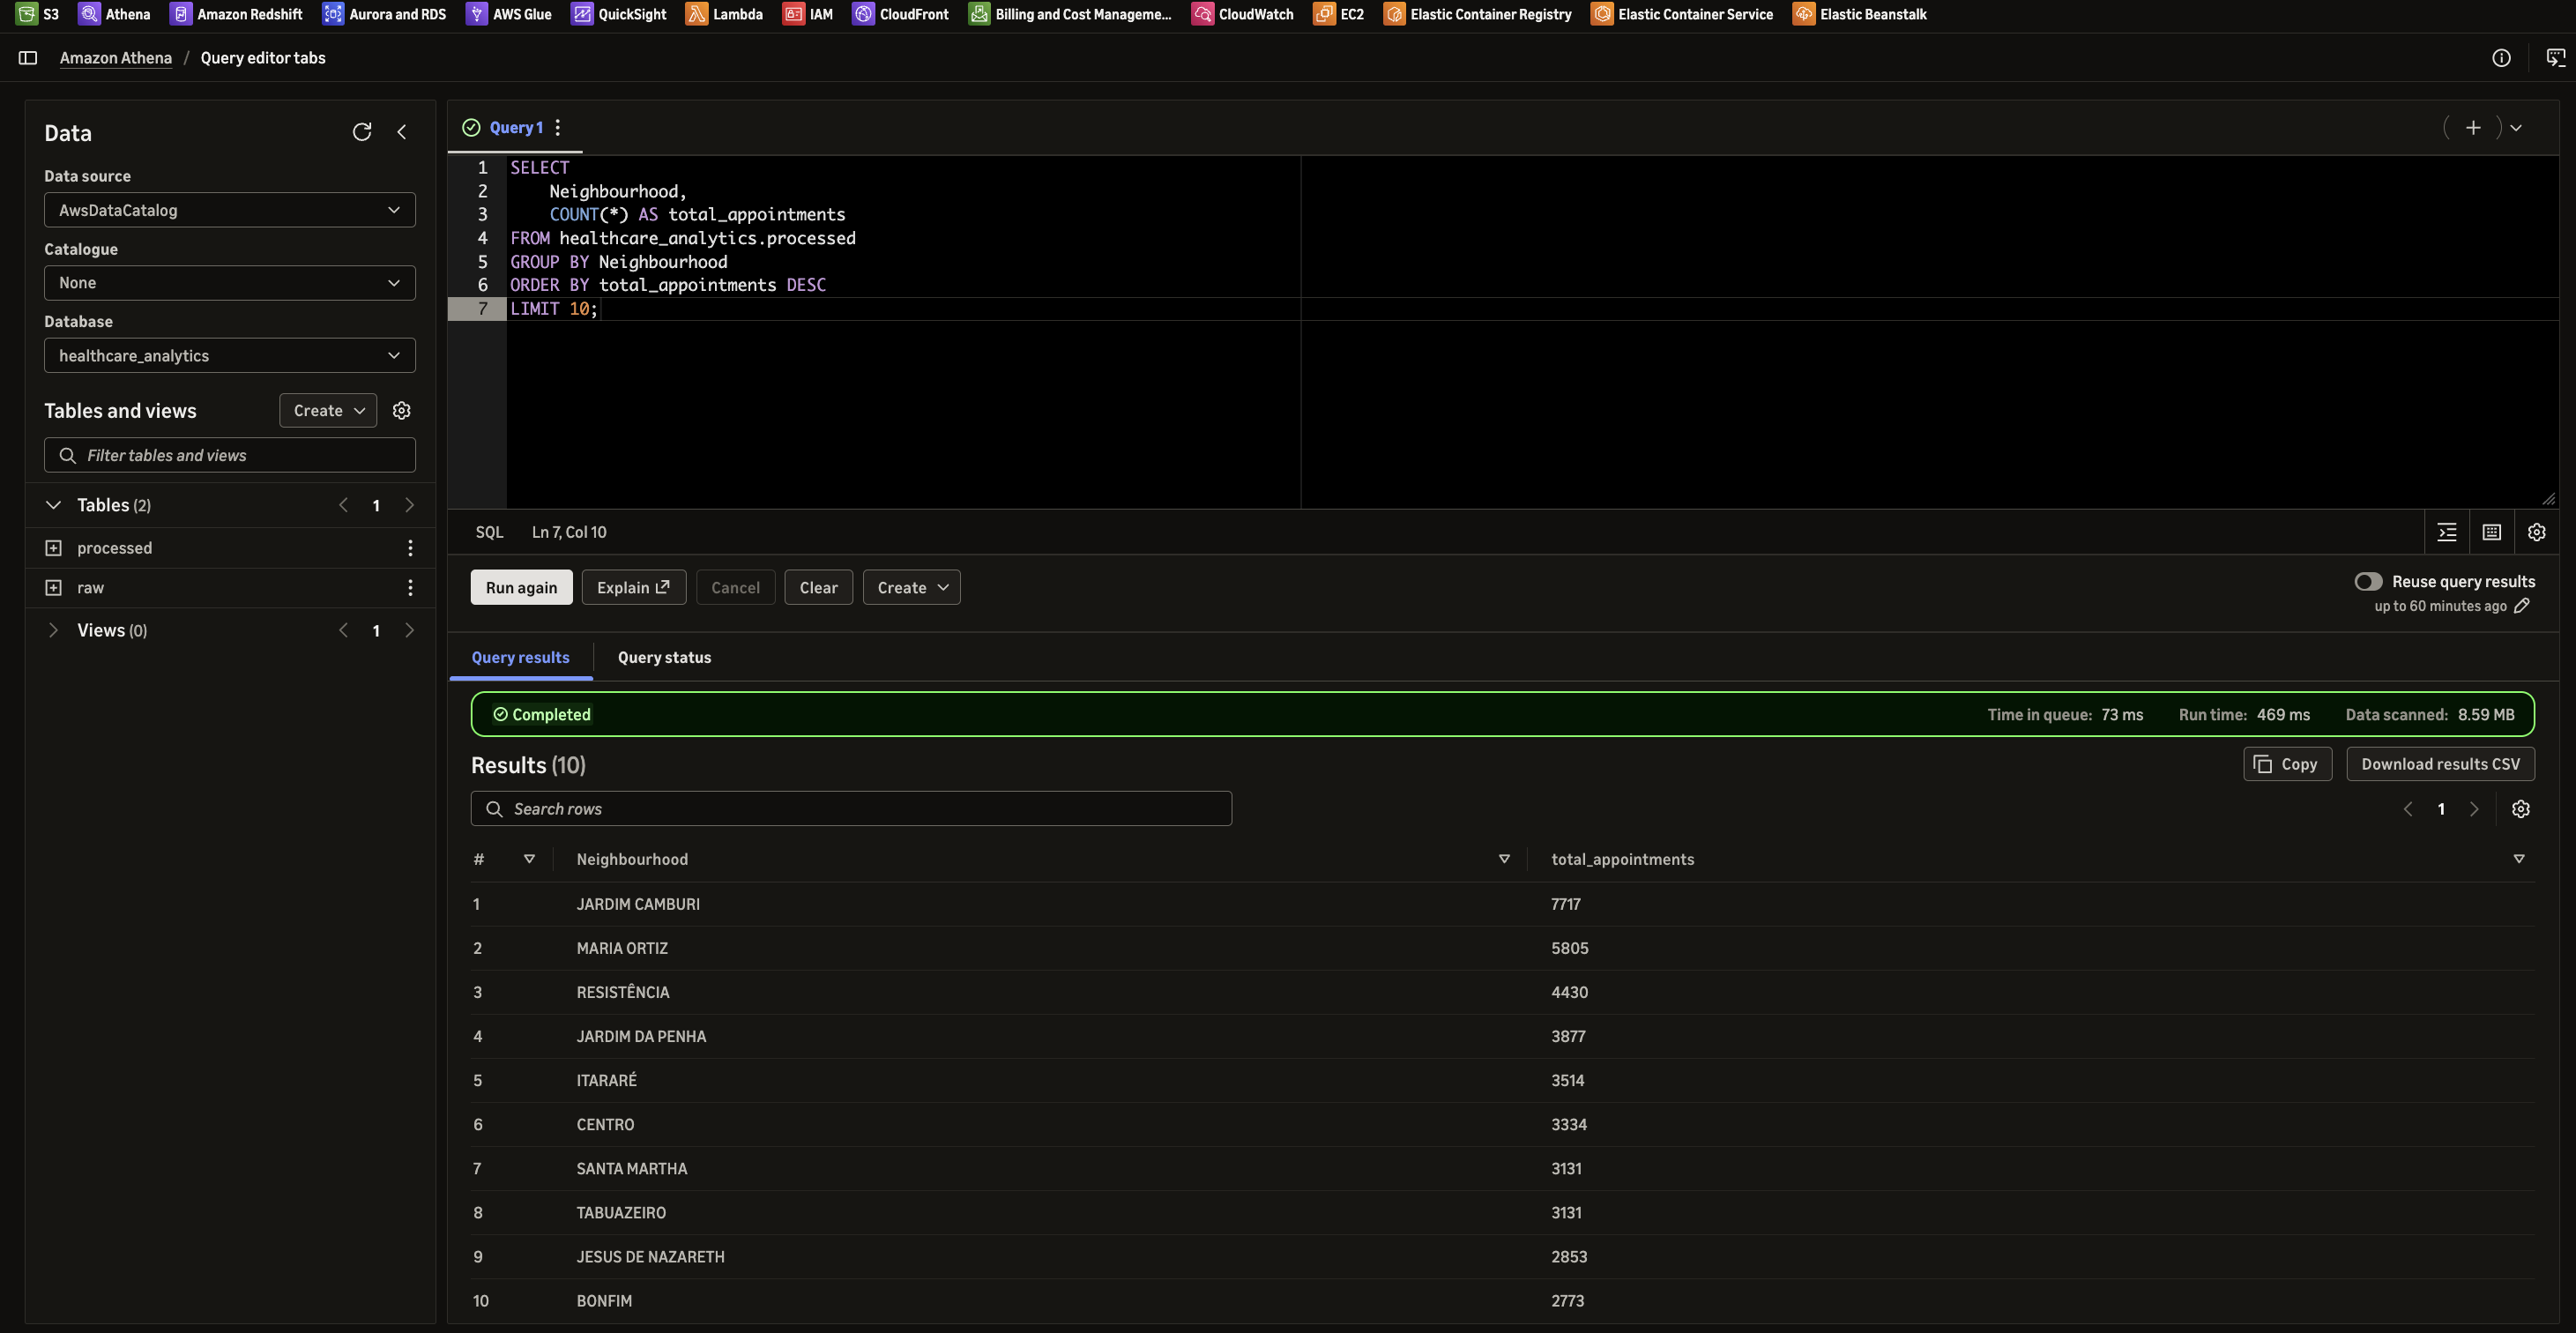 S3 Athena Amazon Redshift Aurora and RDS AWS Glue QuickSight Lambda IAM CloudFront Billing and Cost Manageme... CloudWatch EC2 Elastic Container Registry Elastic Container Service Elastic Beanstalk
Amazon Athena / Query editor tabs
Data
Data source
AwsDataCatalog
Catalogue
None
Database
healthcare_analytics
Tables and views Create
Filter tables and views
Tables (2) 1
processed
raw
Views (0) 1
Query 1
1 SELECT
2 Neighbourhood,
3 COUNT(*) AS total_appointments
4 FROM healthcare_analytics.processed
5 GROUP BY Neighbourhood
6 ORDER BY total_appointments DESC
7 LIMIT 10;
SQL Ln 7, Col 10
Run again Explain Cancel Clear Create
Reuse query results
up to 60 minutes ago
Query results Query status
Completed Time in queue: 73 ms Run time: 469 ms Data scanned: 8.59 MB
Results (10) Copy Download results CSV
Search rows 1
# Neighbourhood total_appointments
1 JARDIM CAMBURI 7717
2 MARIA ORTIZ 5805
3 RESISTÊNCIA 4430
4 JARDIM DA PENHA 3877
5 ITARARÉ 3514
6 CENTRO 3334
7 SANTA MARTHA 3131
8 TABUAZEIRO 3131
9 JESUS DE NAZARETH 2853
10 BONFIM 2773